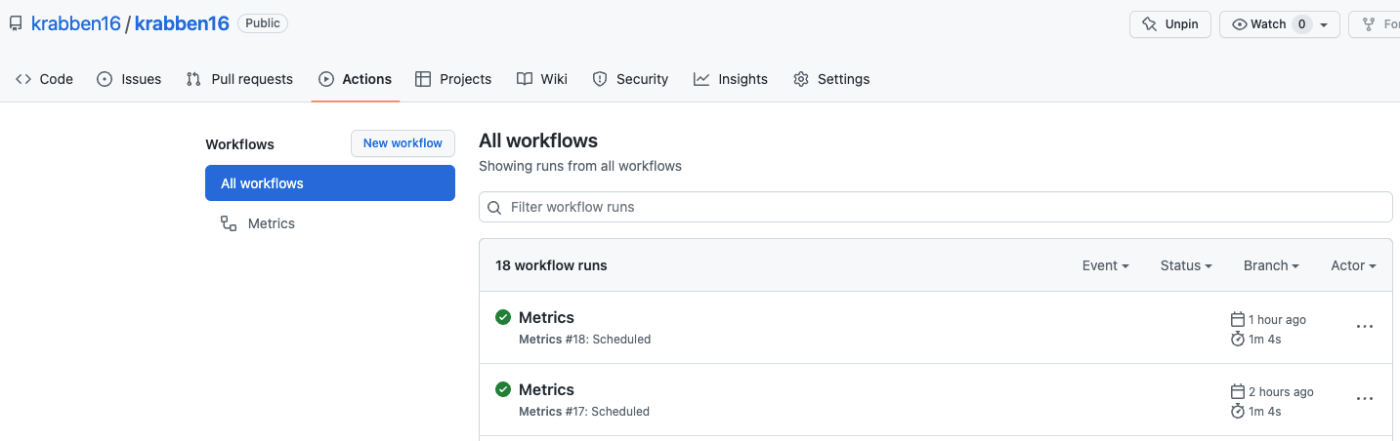 krabben16 / krabben16 Public
Unpin Watch 0
Code Issues Pull requests Actions Projects Wiki Security Insights Settings
Workflows New workflow
All workflows
Metrics
All workflows
Showing runs from all workflows
Filter workflow runs
18 workflow runs Event Status Branch Actor
Metrics
Metrics #18: Scheduled
1 hour ago
1m 4s
Metrics
Metrics #17: Scheduled
2 hours ago
1m 4s